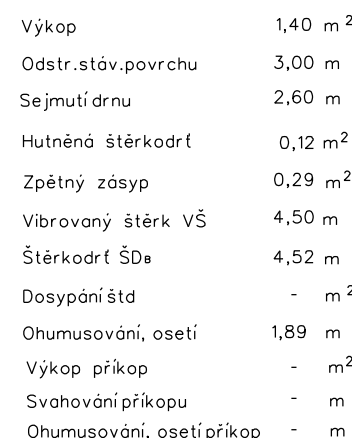 Výkop 1,40 m²
Odstr.stáv.povrchu 3,00 m
Sejmutí drnu 2,60 m
Hutněná štěrkodrť 0,12 m²
Zpětný zásyp 0,29 m²
Vibrovaný štěrk VŠ 4,50 m
Štěrkodrť ŠDB 4,52 m
Dosypání štd - m²
Ohumusování, osetí 1,89 m
Výkop příkop - m²
Svahování příkopu - m
Ohumusování, osetí příkop - m